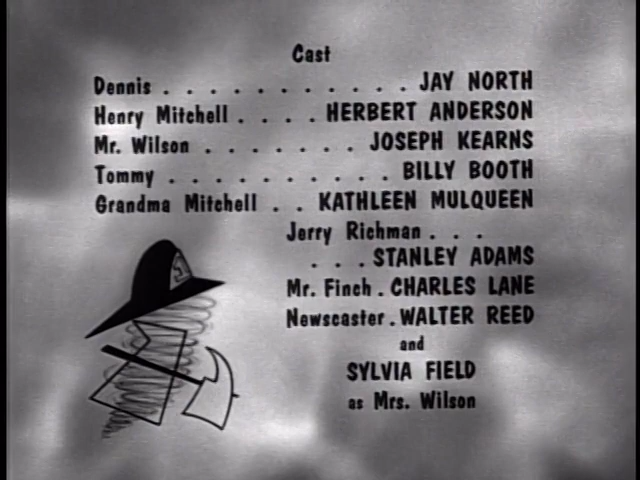 Cast
Dennis . . . . . . . . . . . JAY NORTH
Henry Mitchell . . . . HERBERT ANDERSON
Mr. Wilson . . . . . . . JOSEPH KEARNS
Tommy . . . . . . . . . . BILLY BOOTH
Grandma Mitchell . . KATHLEEN MULQUEEN
Jerry Richman . . .
. . . STANLEY ADAMS
Mr. Finch . CHARLES LANE
Newscaster . WALTER REED
and
SYLVIA FIELD
as Mrs. Wilson